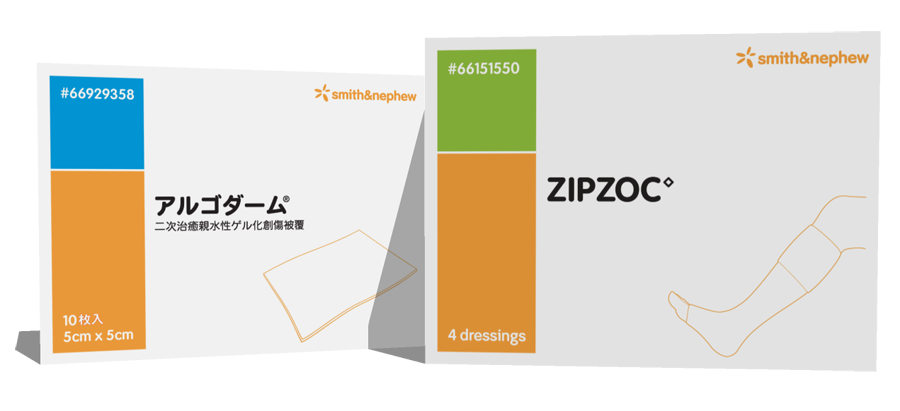 #66929358
smith&nephew
アルゴダーム®
二次治癒親水性ゲル化創傷被覆
10枚入
5cm x 5cm
#66151550
smith&nephew
ZIPZOC◇
4 dressings